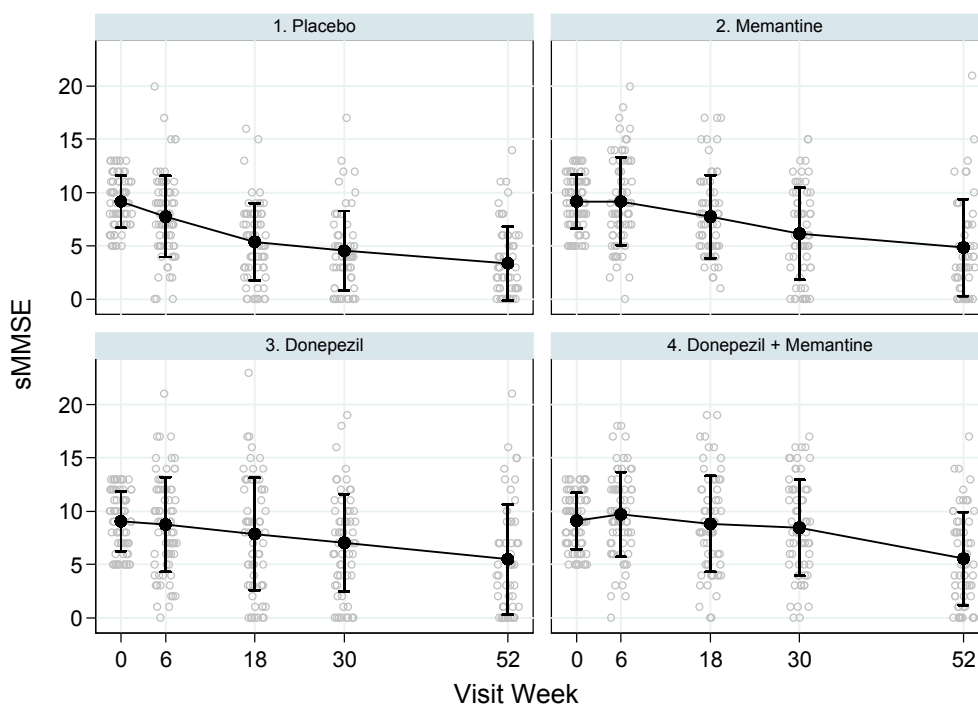 1. Placebo
2. Memantine
20
15
10
5
0
3. Donepezil
4. Donepezil + Memantine
20
15
10
5
0
sMMSE
0 6 18 30 52
0 6 18 30 52
Visit Week